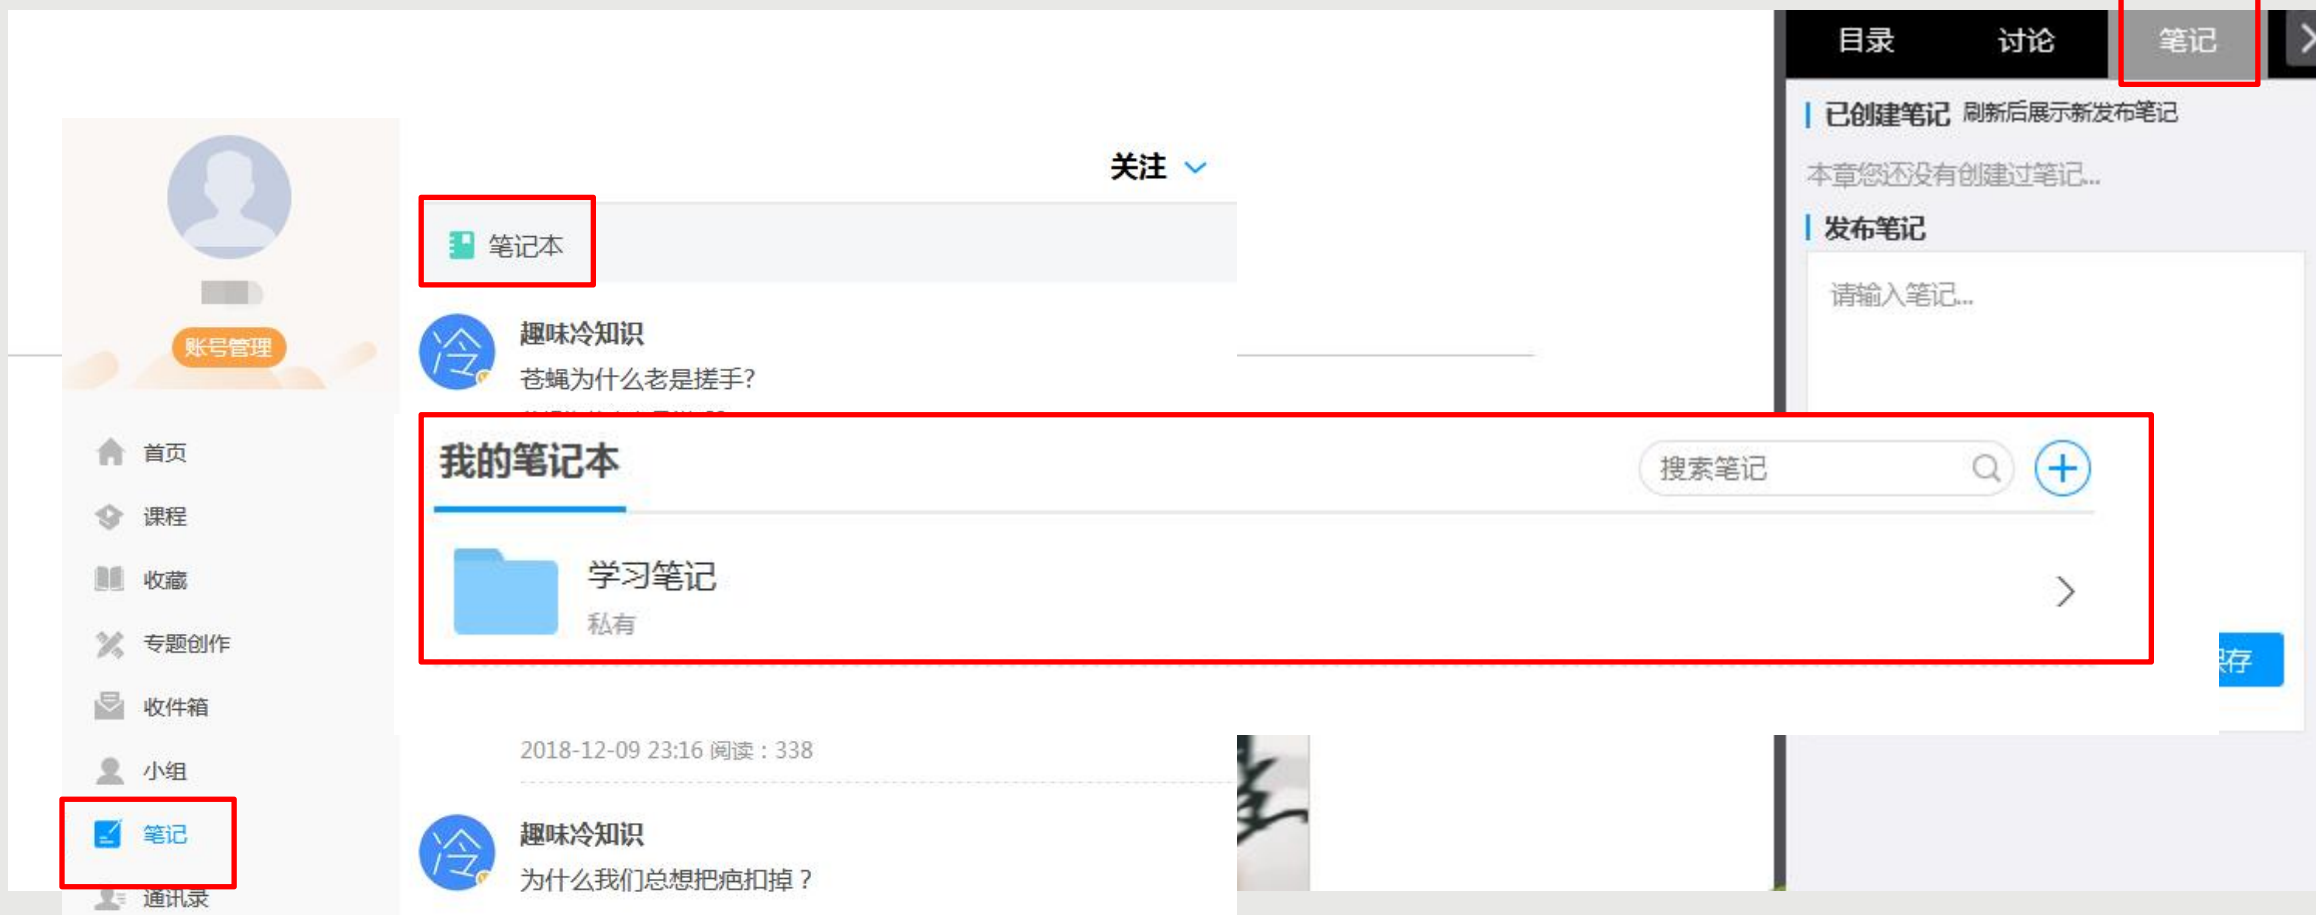 目录
讨论
笔记
已创建笔记 刷新后展示新发布笔记
本章您还没有创建过笔记...
发布笔记
请输入笔记...
存
账号管理
首页
课程
收藏
专题创作
收件箱
小组
笔记
通讯录
关注
笔记本
冷
趣味冷知识
苍蝇为什么老是搓手?
我的笔记本
搜索笔记
学习笔记
私有
2018-12-09 23:16 阅读：338
冷
趣味冷知识
为什么我们总想把疤扣掉？